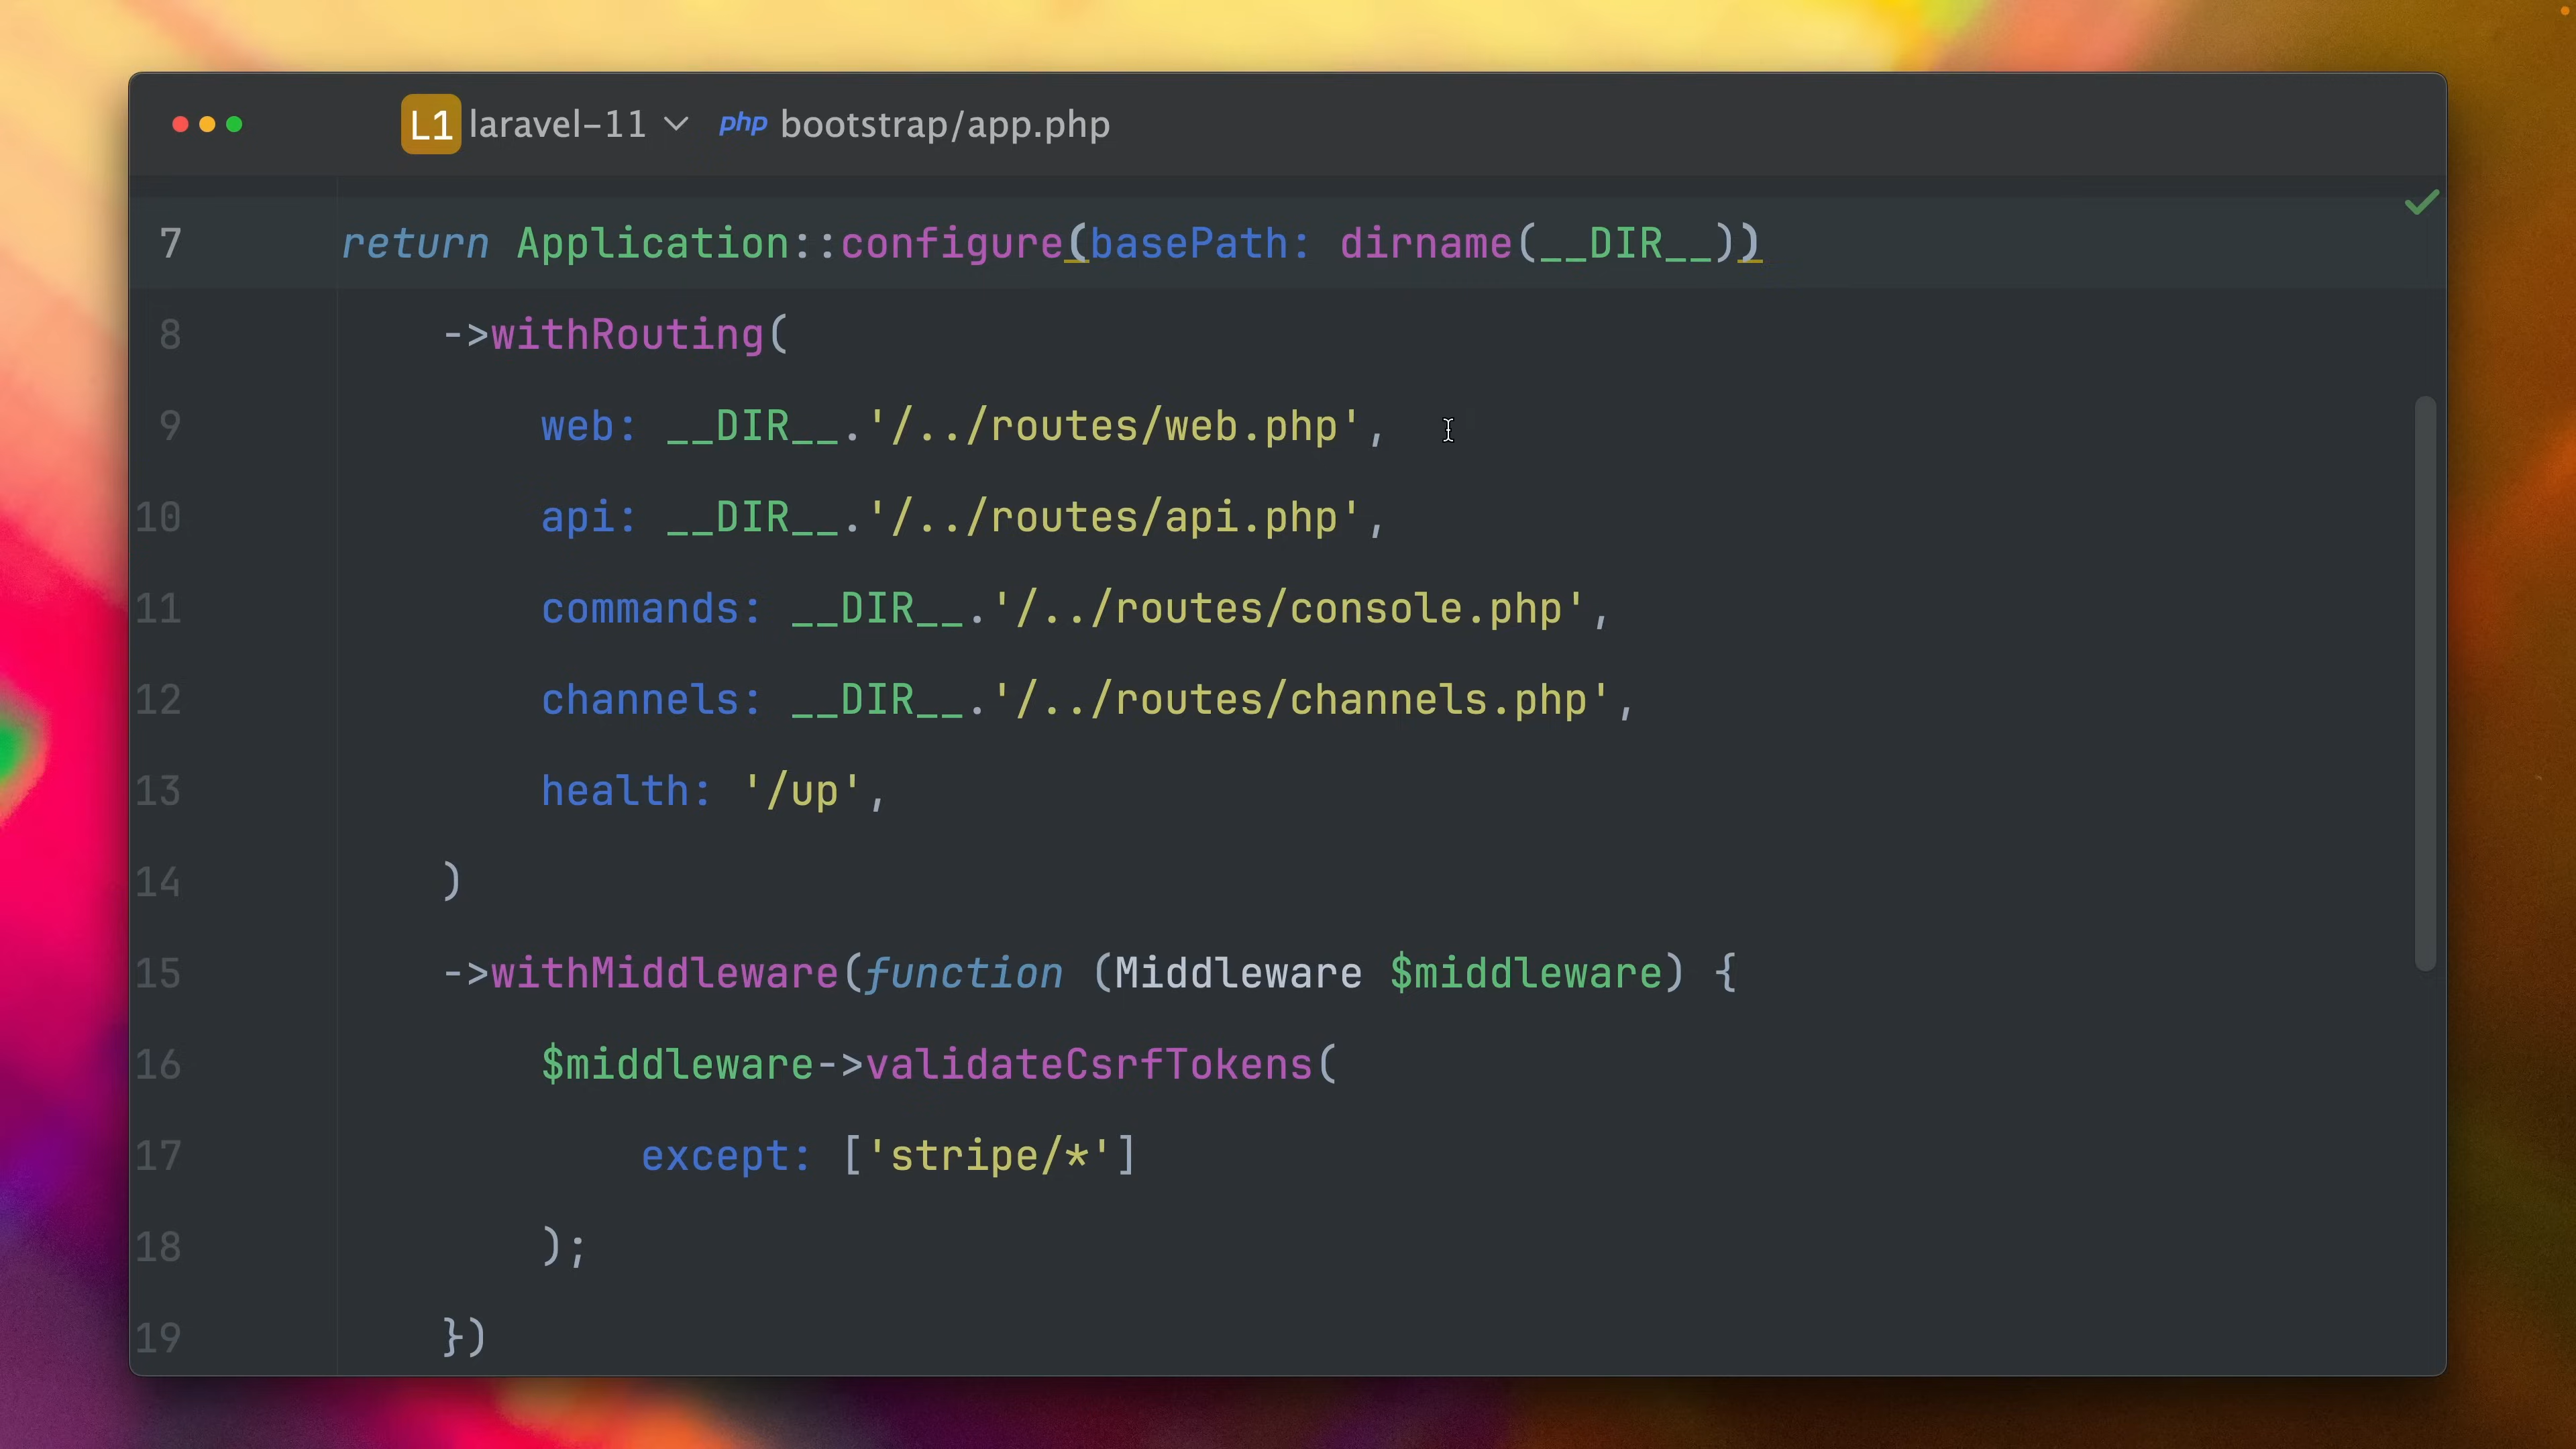 L1 laravel-11 php bootstrap/app.php
7 return Application::configure(basePath: dirname(__DIR__))
8 ->withRouting(
9 web: __DIR__.'/../routes/web.php',
10 api: __DIR__.'/../routes/api.php',
11 commands: __DIR__.'/../routes/console.php',
12 channels: __DIR__.'/../routes/channels.php',
13 health: '/up',
14 )
15 ->withMiddleware(function (Middleware $middleware) {
16 $middleware->validateCsrfTokens(
17 except: ['stripe/*']
18 );
19 })